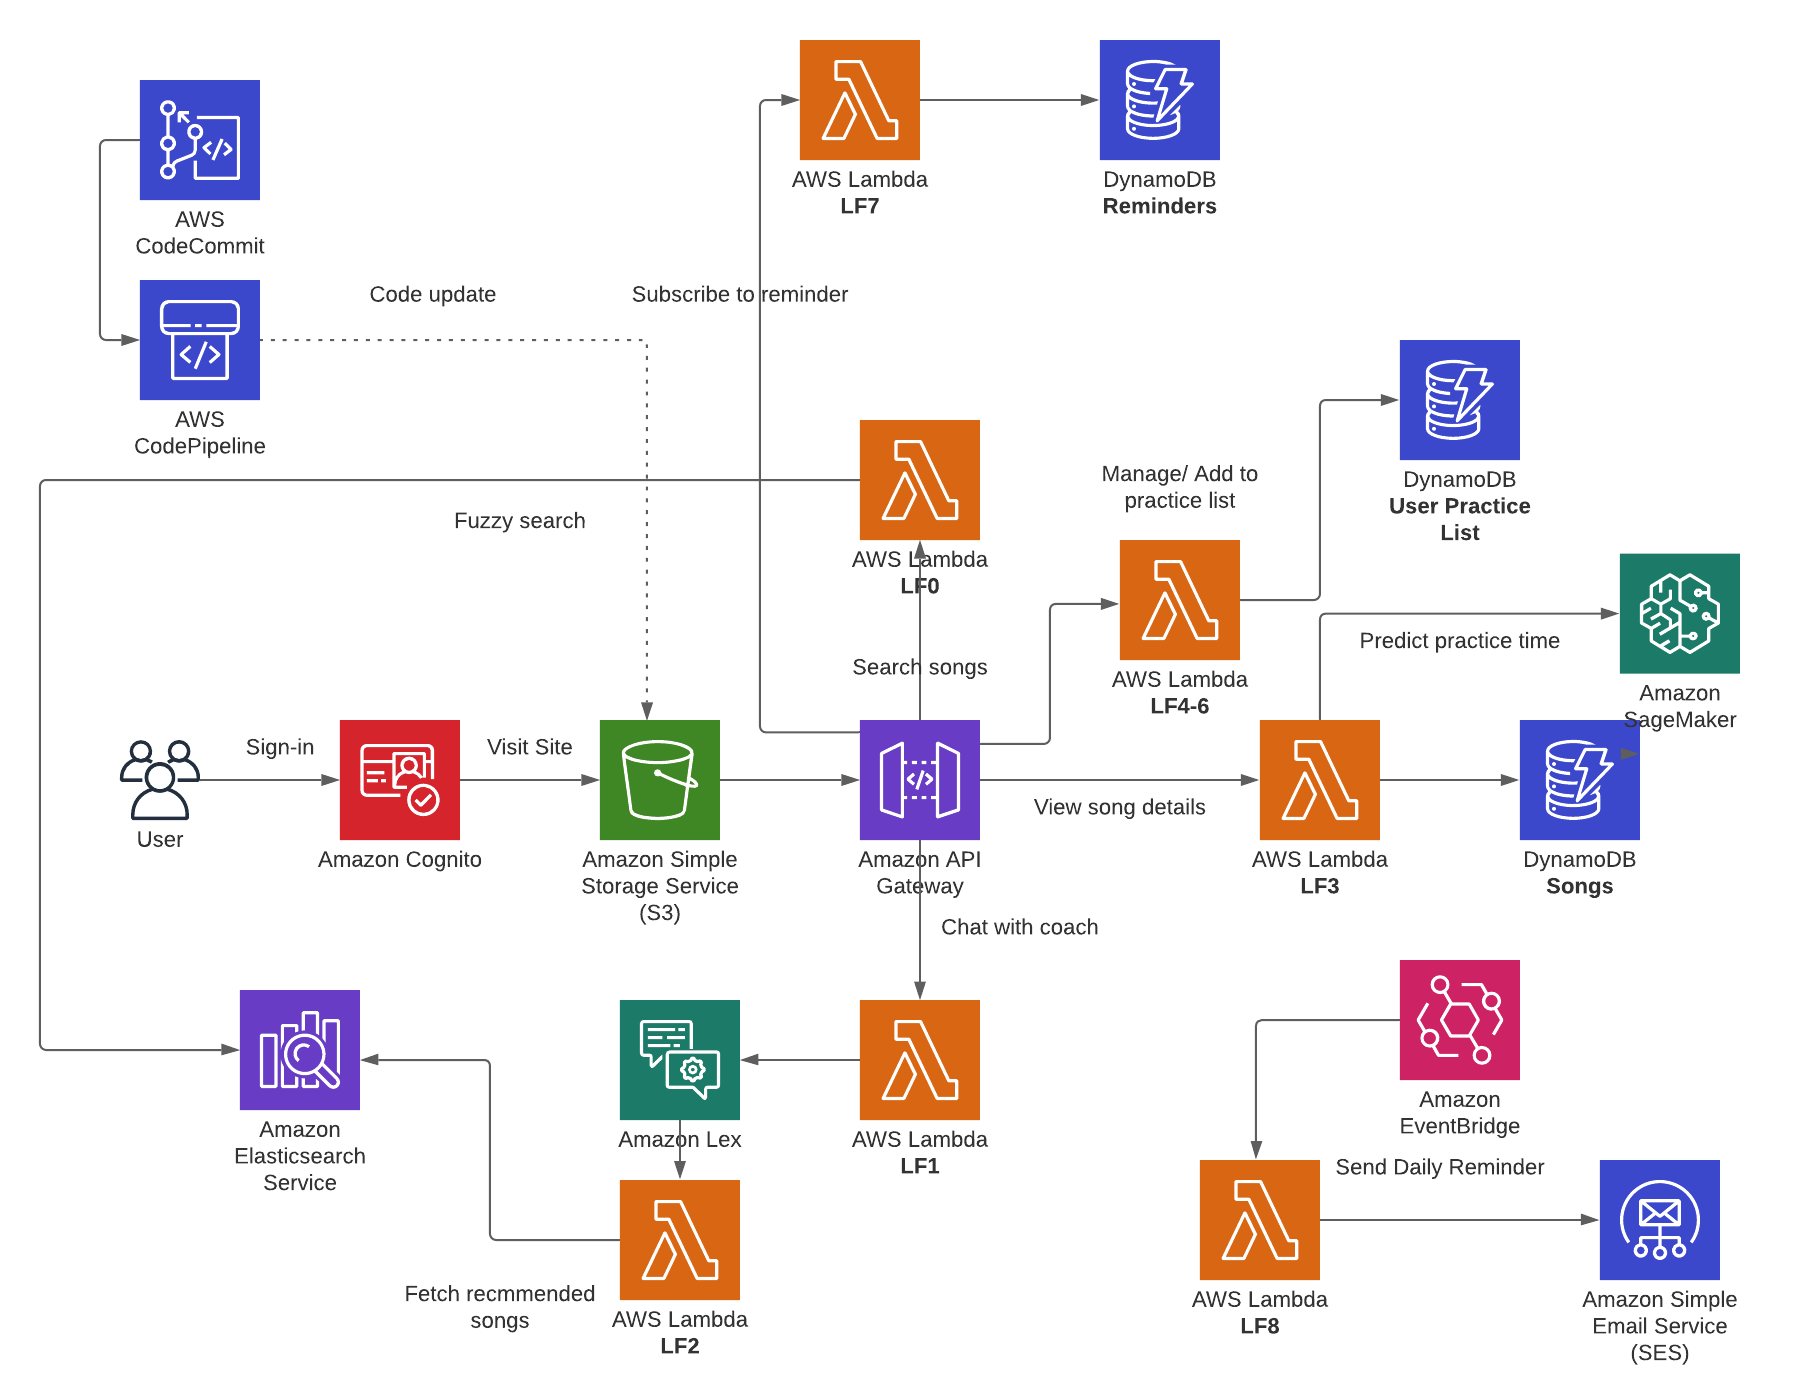 AWS Lambda
LF7
DynamoDB
Reminders
AWS
CodeCommit
Code update
Subscribe to reminder
AWS
CodePipeline
Manage/ Add to
practice list
DynamoDB
User Practice
List
Fuzzy search
AWS Lambda
LF0
Search songs
AWS Lambda
LF4-6
Predict practice time
Amazon
SageMaker
Sign-in
Visit Site
User
Amazon Cognito
Amazon Simple
Storage Service
(S3)
Amazon API
Gateway
View song details
AWS Lambda
LF3
DynamoDB
Songs
Chat with coach
Amazon
Elasticsearch
Service
Amazon Lex
AWS Lambda
LF1
Amazon
EventBridge
Send Daily Reminder
Fetch recmmended
songs
AWS Lambda
LF2
AWS Lambda
LF8
Amazon Simple
Email Service
(SES)